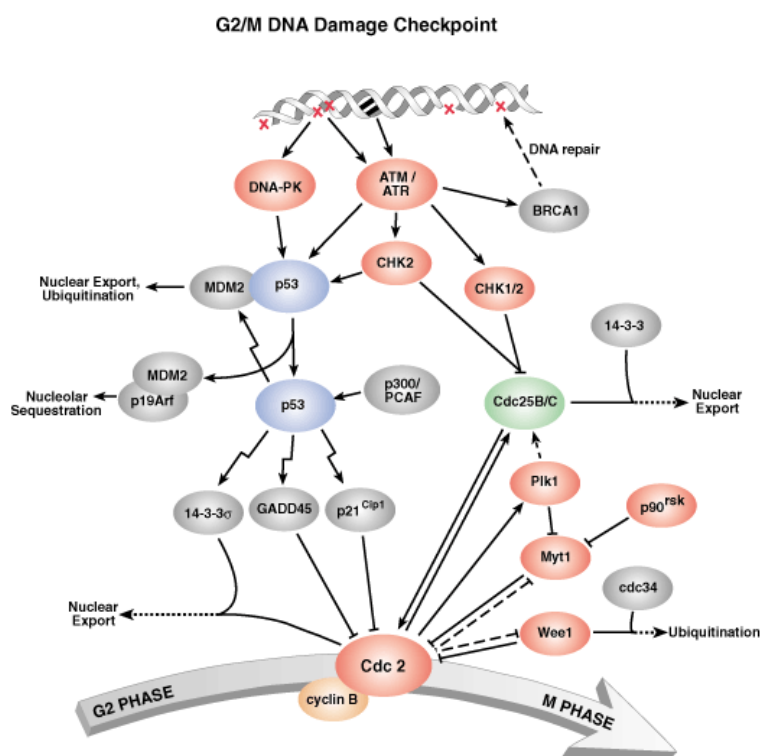 G2/M DNA Damage Checkpoint
DNA repair
DNA-PK
ATM /
ATR
BRCA1
CHK2
Nuclear Export,
Ubiquitination
MDM2
p53
CHK1/2
14-3-3
MDM2
p19Arf
Nucleolar
Sequestration
p53
p300/
PCAF
Cdc25B/C
Nuclear
Export
Plk1
14-3-3σ
GADD45
p21Cip1
p90rsk
Myt1
cdc34
Nuclear
Export
Wee1
Ubiquitination
Cdc 2
cyclin B
G2 PHASE
M PHASE